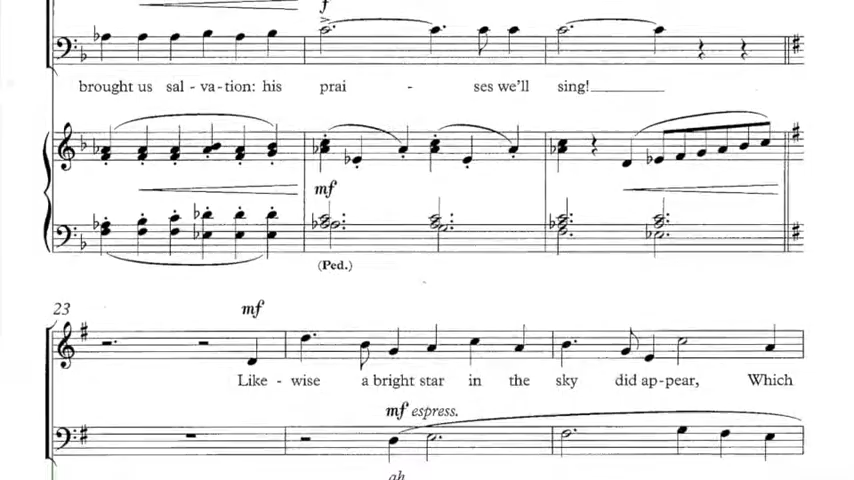 f
brought us sal - va - tion: his prai - ses we'll sing!
mf
(Ped.)
23
mf
Like - wise a bright star in the sky did ap - pear, Which
mf espress.
ah